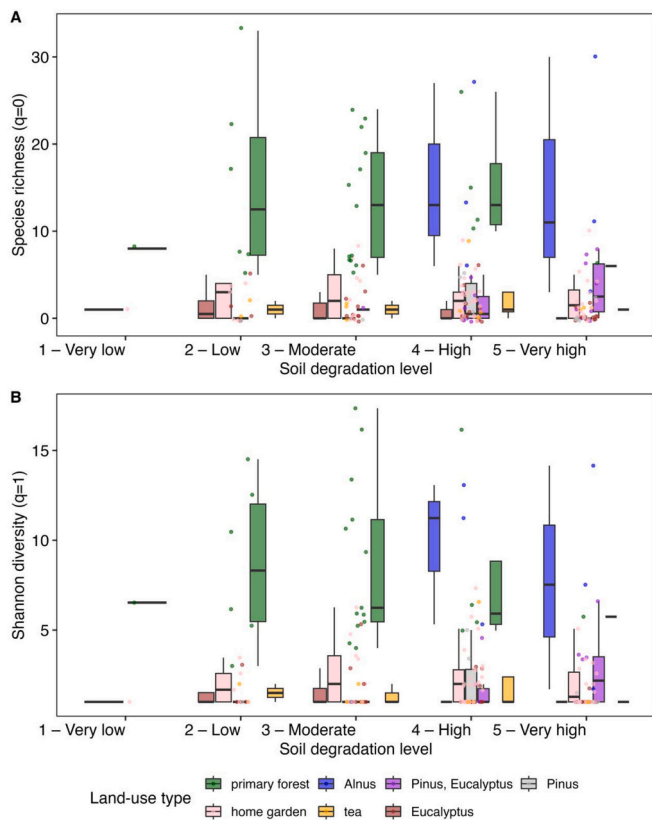 A
Species richness (q=0)
30
20
10
0
1 – Very low 2 – Low 3 – Moderate 4 – High 5 – Very high
Soil degradation level
B
Shannon diversity (q=1)
15
10
5
1 – Very low 2 – Low 3 – Moderate 4 – High 5 – Very high
Soil degradation level
Land-use type
primary forest Alnus Pinus, Eucalyptus Pinus
home garden tea Eucalyptus